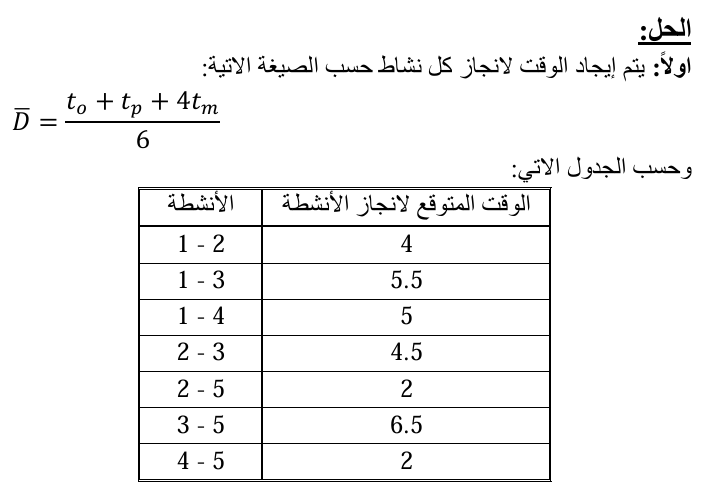 الحل:
اولاً: يتم إيجاد الوقت لانجاز كل نشاط حسب الصيغة الاتية:
D̅ = (t_o + t_p + 4t_m) / 6
وحسب الجدول الاتي:
الأنشطة الوقت المتوقع لانجاز الأنشطة
1 - 2 4
1 - 3 5.5
1 - 4 5
2 - 3 4.5
2 - 5 2
3 - 5 6.5
4 - 5 2